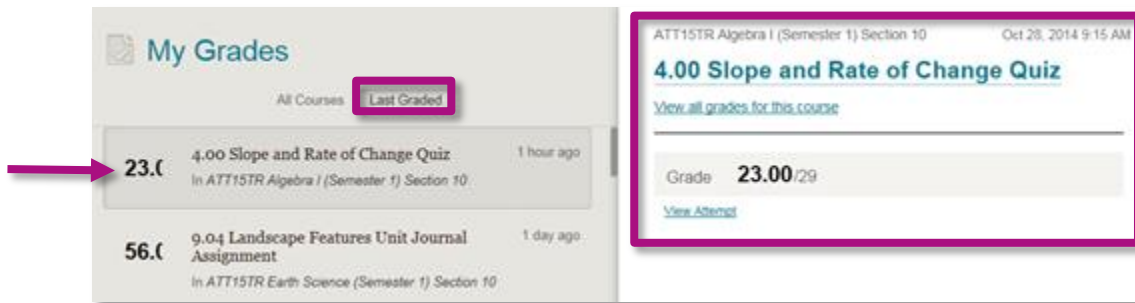 My Grades
All Courses Last Graded
23.0
4.00 Slope and Rate of Change Quiz
1 hour ago
In ATT15TR Algebra I (Semester 1) Section 10
56.0
9.04 Landscape Features Unit Journal
Assignment
1 day ago
In ATT15TR Earth Science (Semester 1) Section 10
ATT15TR Algebra I (Semester 1) Section 10 Oct 28, 2014 9:15 AM
4.00 Slope and Rate of Change Quiz
View all grades for this course
Grade 23.00/29
View Attempt